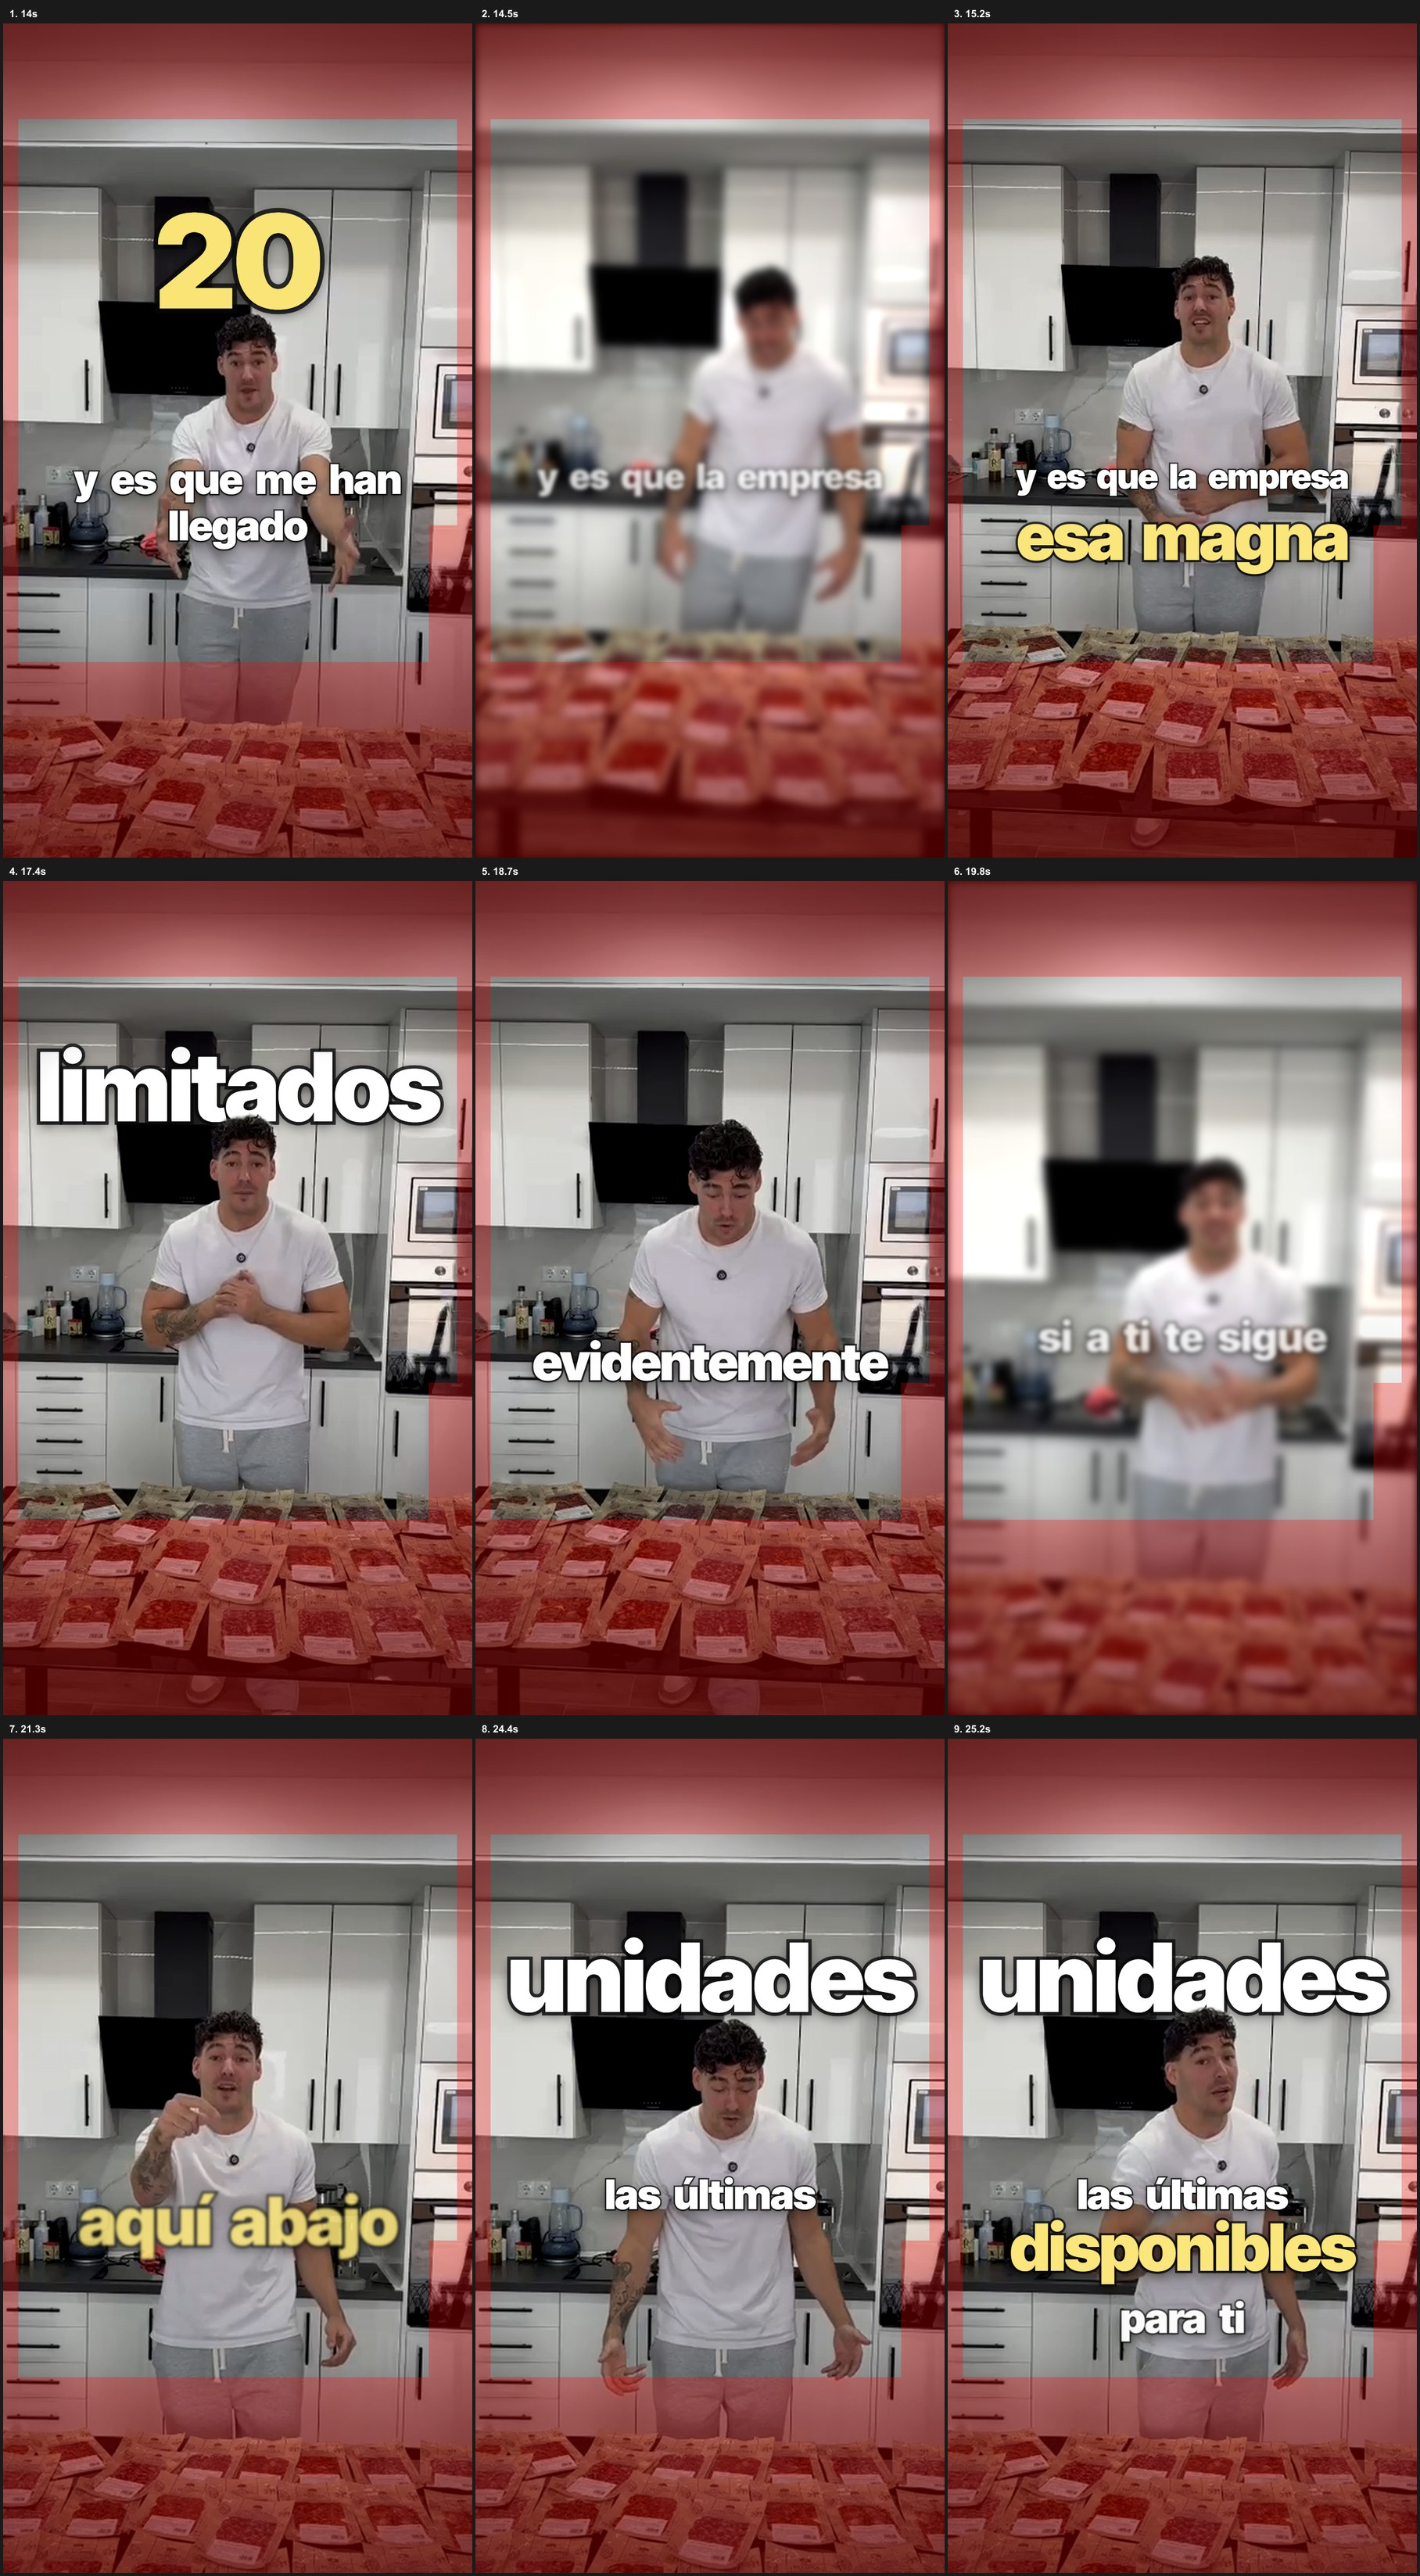 1. 14s
20
y es que me han
llegado
2. 14.5s
y es que la empresa
3. 15.2s
y es que la empresa
esa magna
4. 17.4s
limitados
5. 18.7s
evidentemente
6. 19.8s
si a ti te sigue
7. 21.3s
aquí abajo
8. 24.4s
unidades
las últimas
9. 25.2s
unidades
las últimas
disponibles
para ti